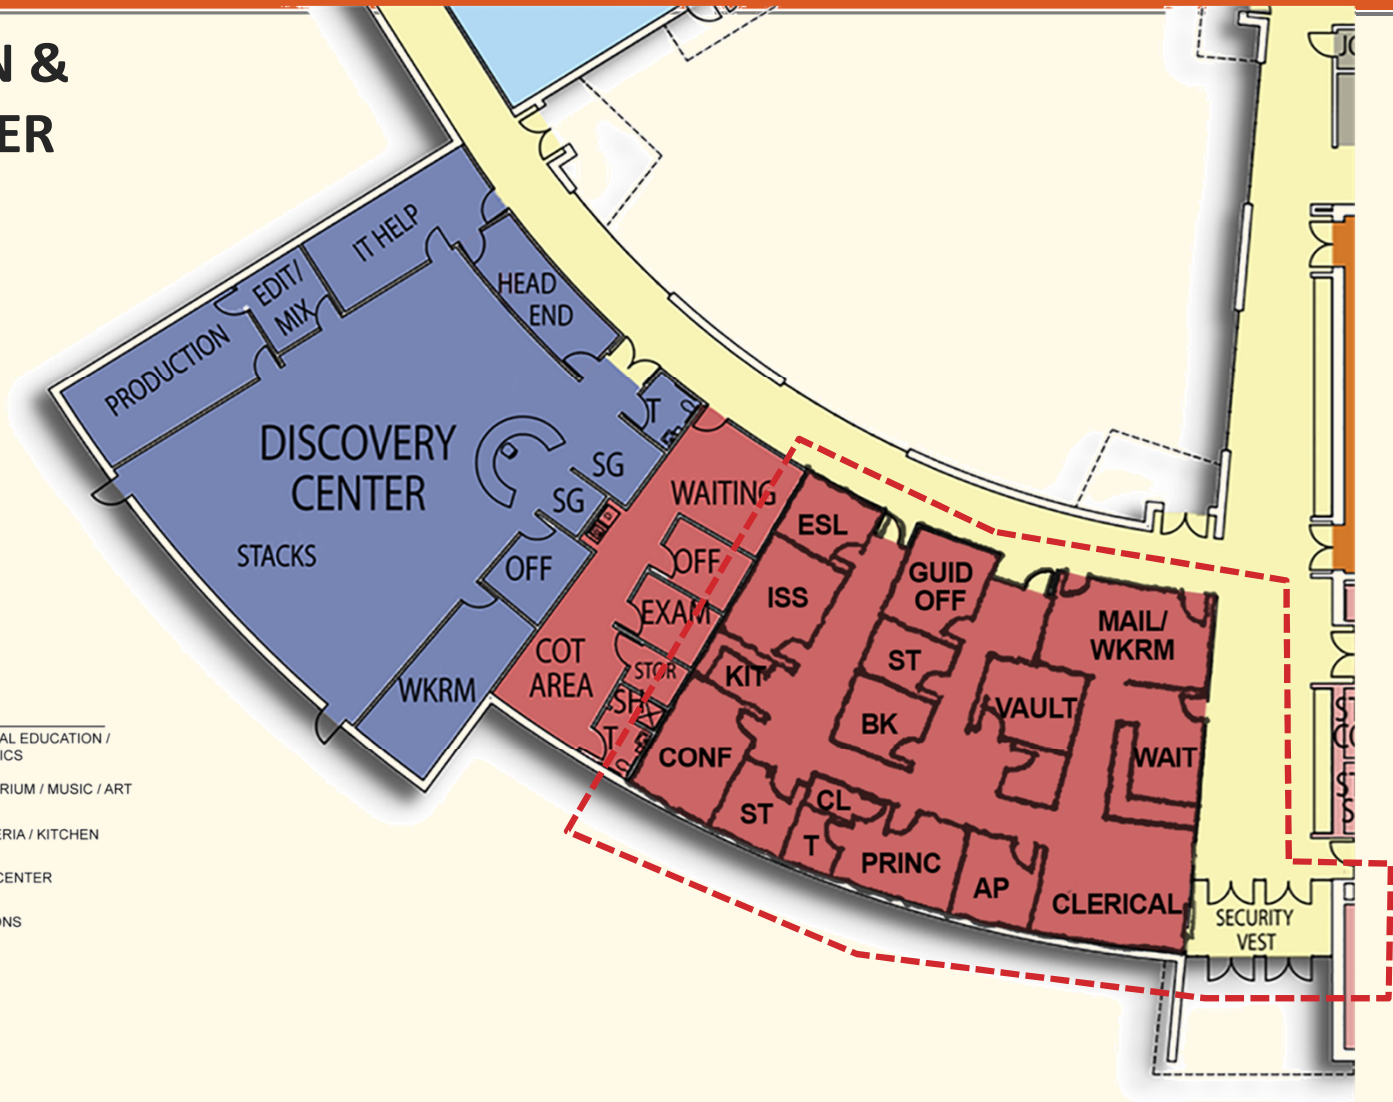 N &
ER
JC
IT HELP
EDIT/
MIX
HEAD
END
PRODUCTION
T
DISCOVERY
CENTER
SG
SG
WAITING
STACKS
OFF
OFF
ESL
ISS
GUID
OFF
EXAM
MAIL/
WKRM
COT
AREA
STOR
KIT
ST
WKRM
SH
VAULT
BK
T
CONF
WAIT
ST
CL
T
PRINC
AP
CLERICAL
SECURITY
VEST
AL EDUCATION /
ICS
RIUM / MUSIC / ART
ERIA / KITCHEN
CENTER
ONS